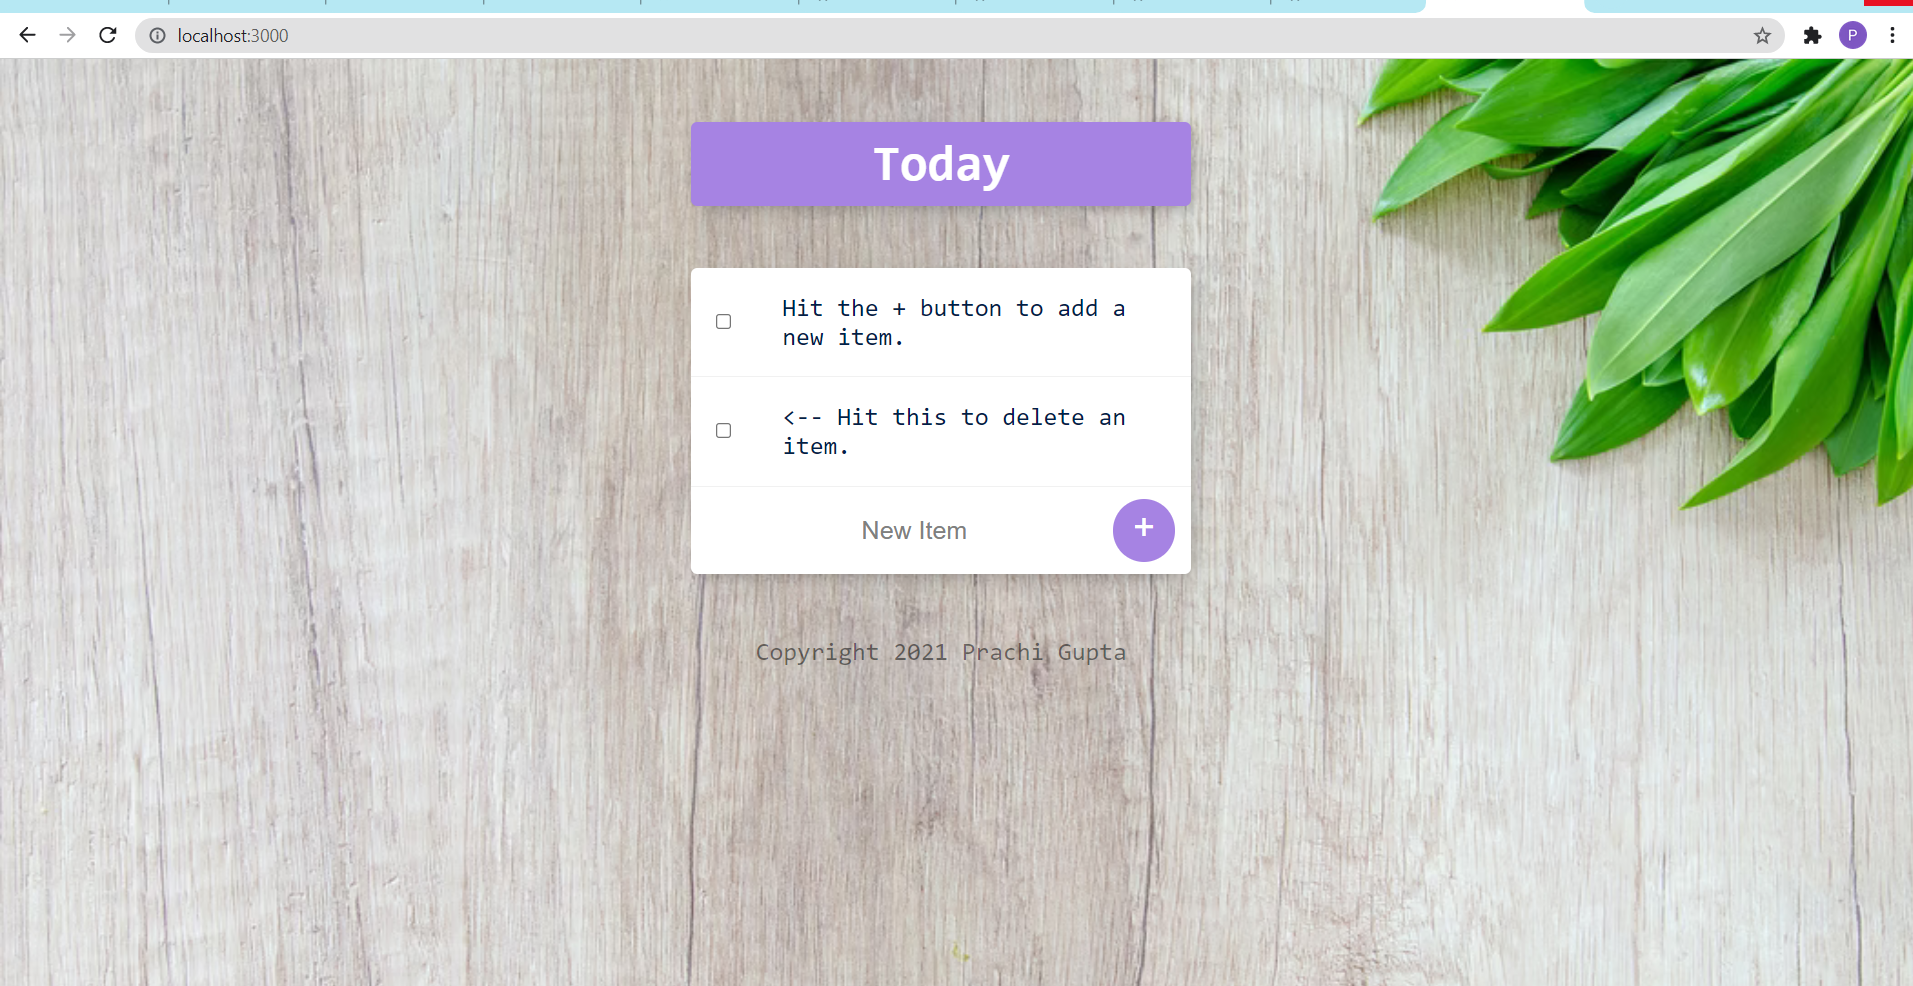 localhost:3000
P
Today
Hit the + button to add a
new item.
<-- Hit this to delete an
item.
New Item
+
Copyright 2021 Prachi Gupta